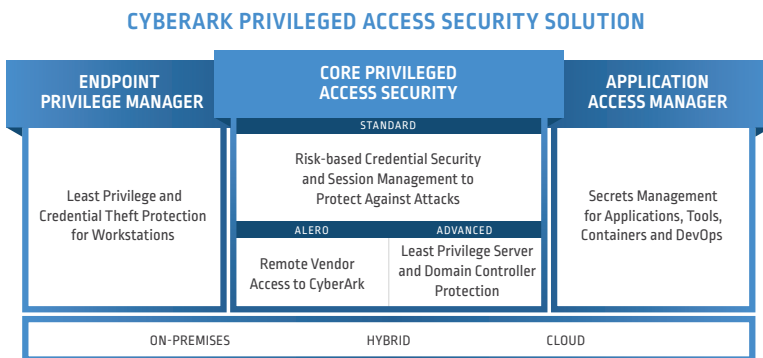 CYBERARK PRIVILEGED ACCESS SECURITY SOLUTION
ENDPOINT
PRIVILEGE MANAGER
Least Privilege and
Credential Theft Protection
for Workstations
CORE PRIVILEGED
ACCESS SECURITY
STANDARD
Risk-based Credential Security
and Session Management to
Protect Against Attacks
ALERO
Remote Vendor
Access to CyberArk
ADVANCED
Least Privilege Server
and Domain Controller
Protection
APPLICATION
ACCESS MANAGER
Secrets Management
for Applications, Tools,
Containers and DevOps
ON-PREMISES
HYBRID
CLOUD